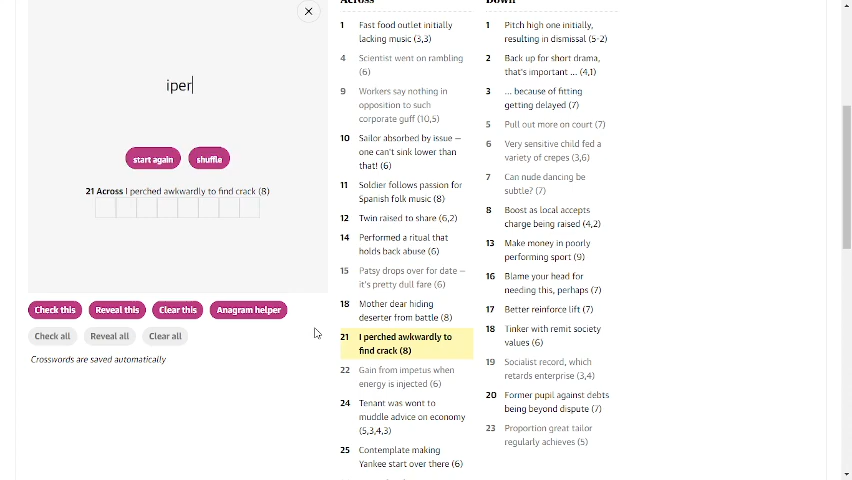 Across
Down
iper
start again
shuffle
21 Across I perched awkwardly to find crack (8)
Check this
Reveal this
Clear this
Anagram helper
Check all
Reveal all
Clear all
Crosswords are saved automatically
1 Fast food outlet initially
lacking music (3,3)
4 Scientist went on rambling
(6)
9 Workers say nothing in
opposition to such
corporate guff (10,5)
10 Sailor absorbed by issue –
one can't sink lower than
that! (6)
11 Soldier follows passion for
Spanish folk music (8)
12 Twin raised to share (6,2)
14 Performed a ritual that
holds back abuse (6)
15 Patsy drops over for date –
it's pretty dull fare (6)
18 Mother dear hiding
deserter from battle (8)
21 I perched awkwardly to
find crack (8)
22 Gain from impetus when
energy is injected (6)
24 Tenant was wont to
muddle advice on economy
(5,3,4,3)
25 Contemplate making
Yankee start over there (6)
1 Pitch high one initially,
resulting in dismissal (5-2)
2 Back up for short drama,
that's important ... (4,1)
3 ... because of fitting
getting delayed (7)
5 Pull out more on court (7)
6 Very sensitive child fed a
variety of crepes (3,6)
7 Can nude dancing be
subtle? (7)
8 Boost as local accepts
charge being raised (4,2)
13 Make money in poorly
performing sport (9)
16 Blame your head for
needing this, perhaps (7)
17 Better reinforce lift (7)
18 Tinker with remit society
values (6)
19 Socialist record, which
retards enterprise (3,4)
20 Former pupil against debts
being beyond dispute (7)
23 Proportion great tailor
regularly achieves (5)